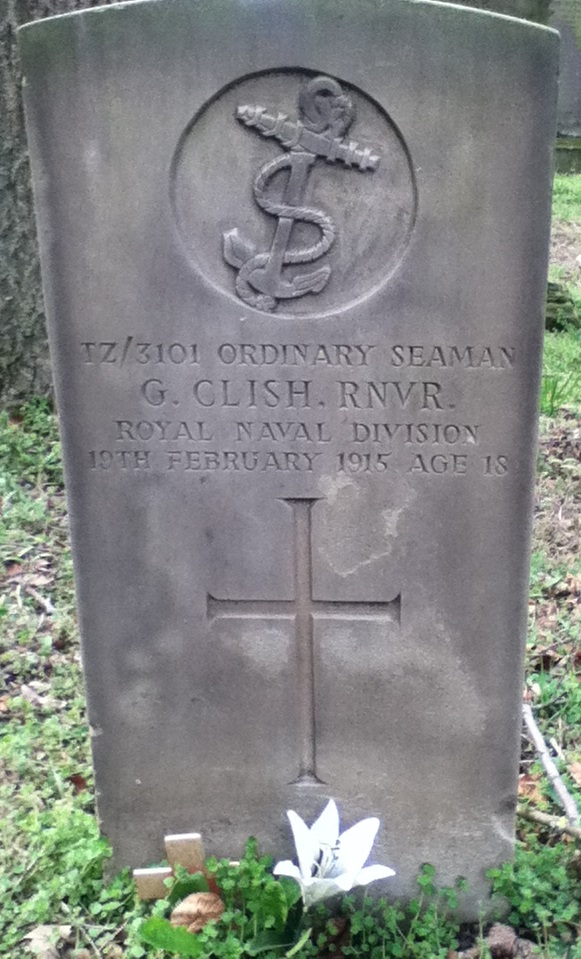 TZ/3101 ORDINARY SEAMAN
G. CLISH. RNVR.
ROYAL NAVAL DIVISION
19TH FEBRUARY 1915 AGE 18